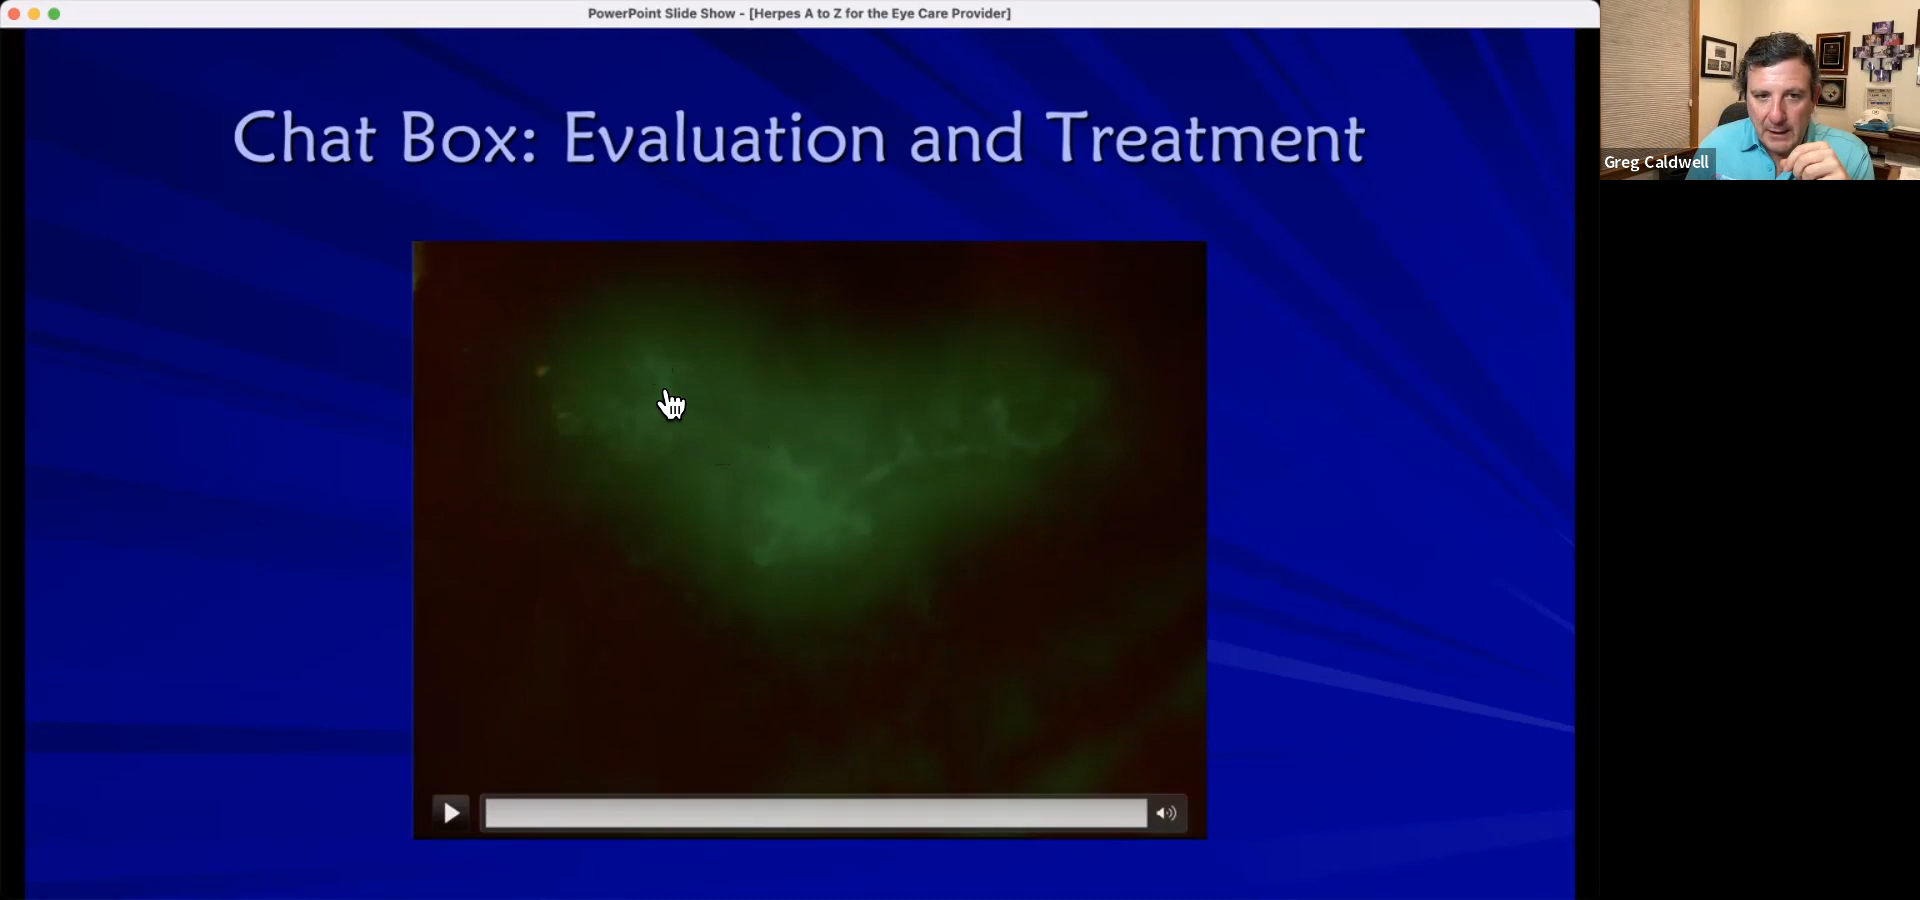 PowerPoint Slide Show - [Herpes A to Z for the Eye Care Provider]
Chat Box: Evaluation and Treatment
Greg Caldwell